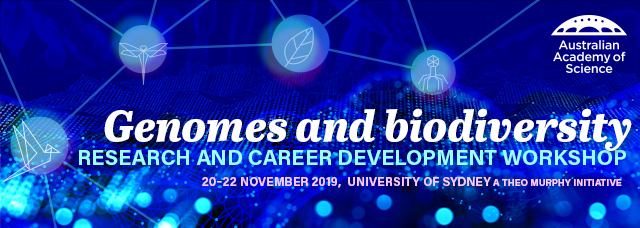 Australian
Academy of
Science
Genomes and biodiversity
RESEARCH AND CAREER DEVELOPMENT WORKSHOP
20–22 NOVEMBER 2019, UNIVERSITY OF SYDNEY A THEO MURPHY INITIATIVE